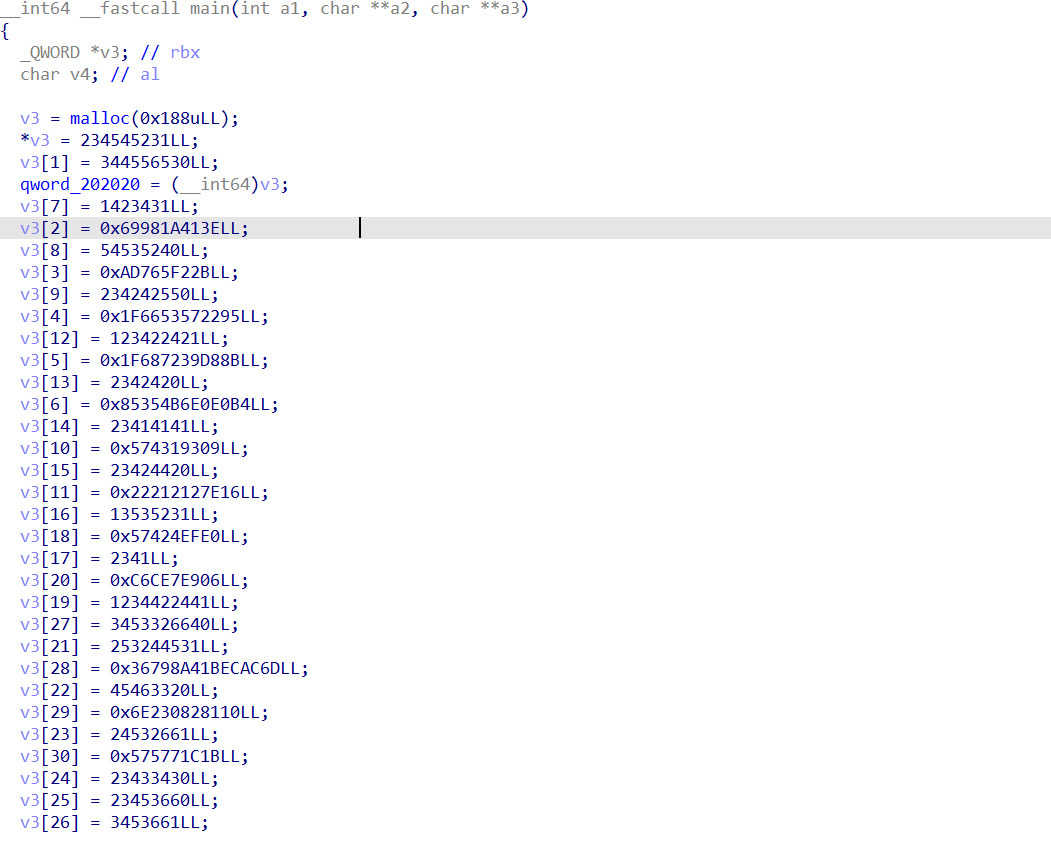 __int64 __fastcall main(int a1, char **a2, char **a3)
{
  _QWORD *v3; // rbx
  char v4; // al
  v3 = malloc(0x188uLL);
  *v3 = 234545231LL;
  v3[1] = 344556530LL;
  qword_202020 = (__int64)v3;
  v3[7] = 1423431LL;
  v3[2] = 0x69981A413ELL;
  v3[8] = 54535240LL;
  v3[3] = 0xAD765F22BLL;
  v3[9] = 234242550LL;
  v3[4] = 0x1F6653572295LL;
  v3[12] = 123422421LL;
  v3[5] = 0x1F687239D88BLL;
  v3[13] = 2342420LL;
  v3[6] = 0x85354B6E0E0B4LL;
  v3[14] = 23414141LL;
  v3[10] = 0x574319309LL;
  v3[15] = 23424420LL;
  v3[11] = 0x22212127E16LL;
  v3[16] = 13535231LL;
  v3[18] = 0x57424EFE0LL;
  v3[17] = 2341LL;
  v3[20] = 0xC6CE7E906LL;
  v3[19] = 1234422441LL;
  v3[27] = 3453326640LL;
  v3[21] = 253244531LL;
  v3[28] = 0x36798A41BECAC6DLL;
  v3[22] = 45463320LL;
  v3[29] = 0x6E230828110LL;
  v3[23] = 24532661LL;
  v3[30] = 0x575771C1BLL;
  v3[24] = 23433430LL;
  v3[25] = 23453660LL;
  v3[26] = 3453661LL;